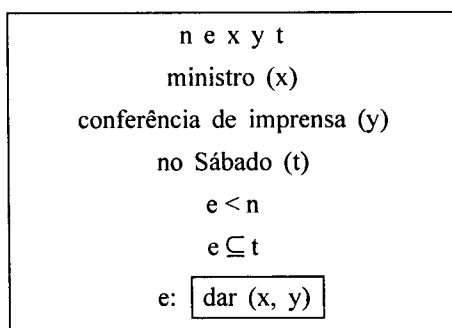 n e x y t
ministro (x)
conferência de imprensa (y)
no Sábado (t)
e < n
e ⊆ t
e: dar (x, y)